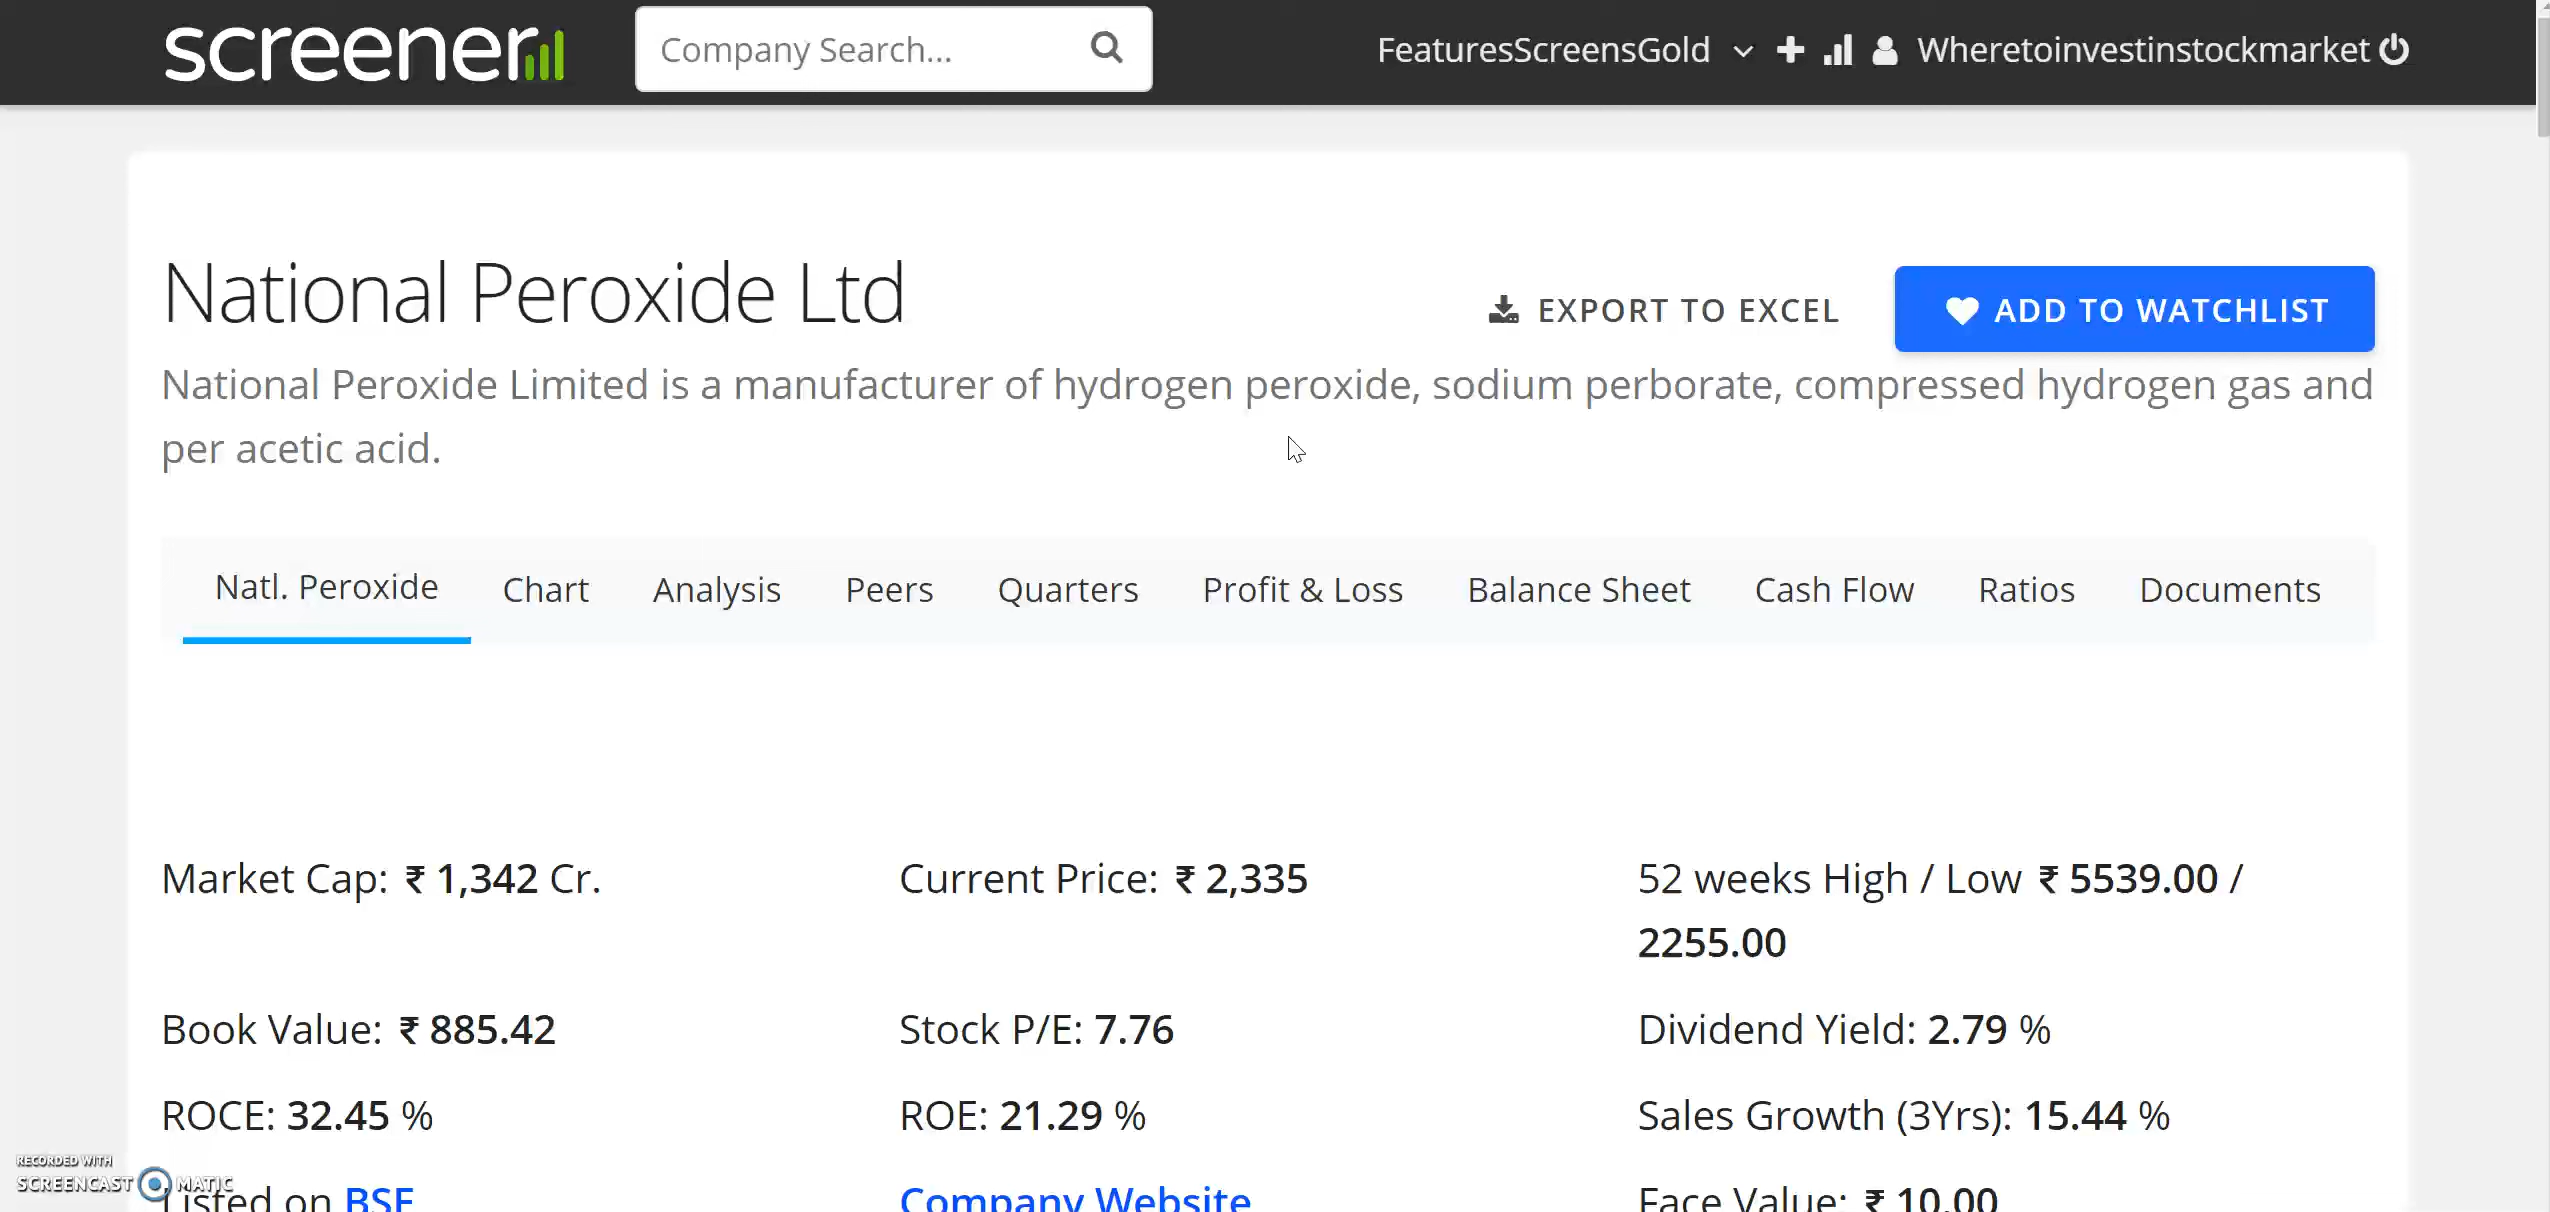 screener
Company Search...
FeaturesScreensGold
Wheretoinvestinstockmarket
National Peroxide Ltd
EXPORT TO EXCEL
ADD TO WATCHLIST
National Peroxide Limited is a manufacturer of hydrogen peroxide, sodium perborate, compressed hydrogen gas and
per acetic acid.
Natl. Peroxide Chart Analysis Peers Quarters Profit & Loss Balance Sheet Cash Flow Ratios Documents
Market Cap: ₹ 1,342 Cr.
Current Price: ₹ 2,335
52 weeks High / Low ₹ 5539.00 /
2255.00
Book Value: ₹ 885.42
Stock P/E: 7.76
Dividend Yield: 2.79 %
ROCE: 32.45 %
ROE: 21.29 %
Sales Growth (3Yrs): 15.44 %
Listed on BSE
Company Website
Face Value: ₹ 10.00
RECORDED WITH
SCREENCAST MATIC